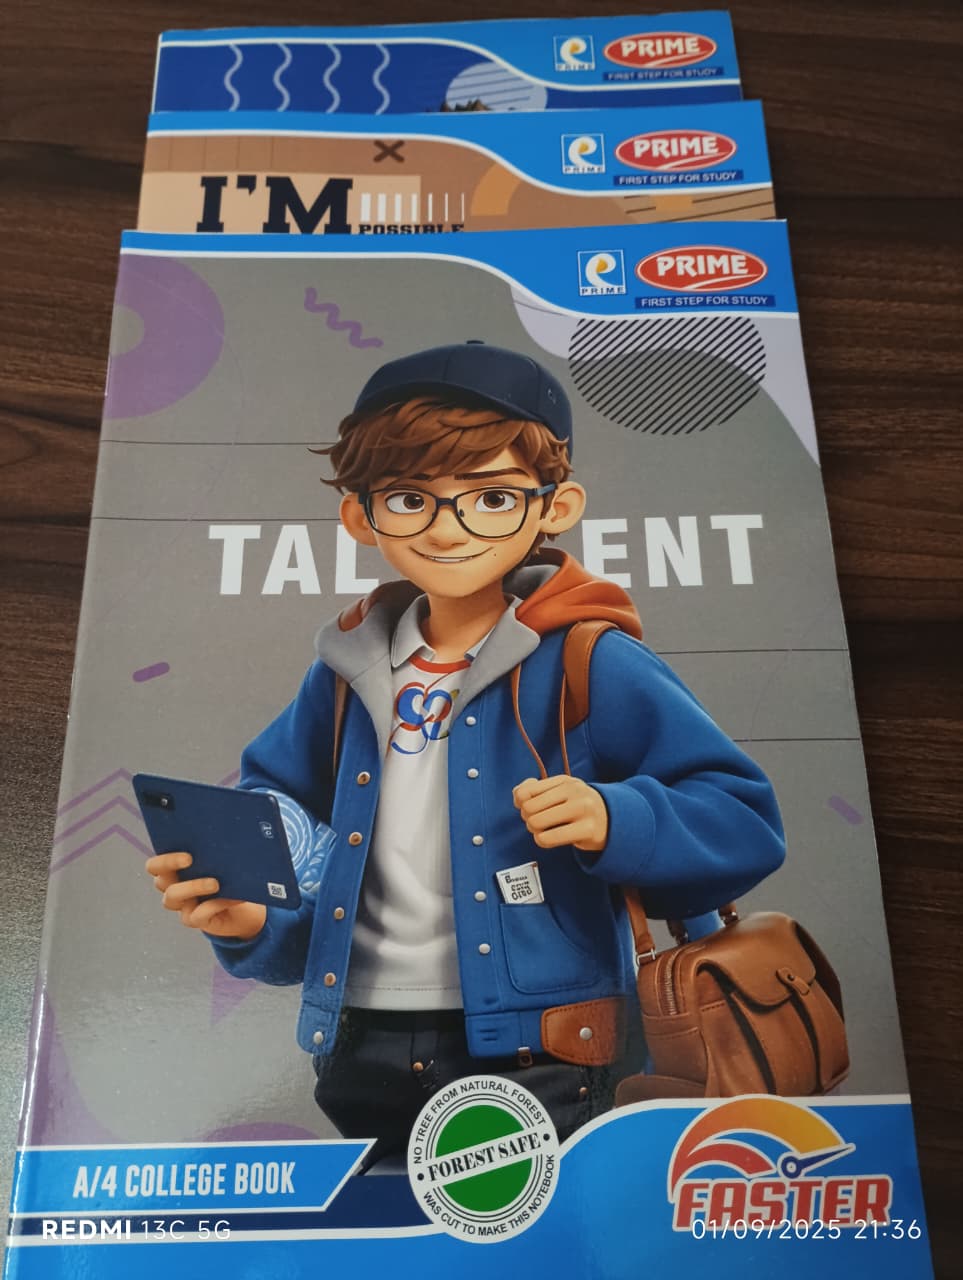 PRIME
PRIME
FIRST STEP FOR STUDY
PRIME
PRIME
FIRST STEP FOR STUDY
I'M
POSSIBLE
PRIME
PRIME
FIRST STEP FOR STUDY
TAL ENT
A/4 COLLEGE BOOK
NO TREE FROM NATURAL FOREST
• FOREST SAFE •
WAS CUT TO MAKE THIS NOTEBOOK
FASTER
REDMI 13C 5G
01/09/2025 21:36